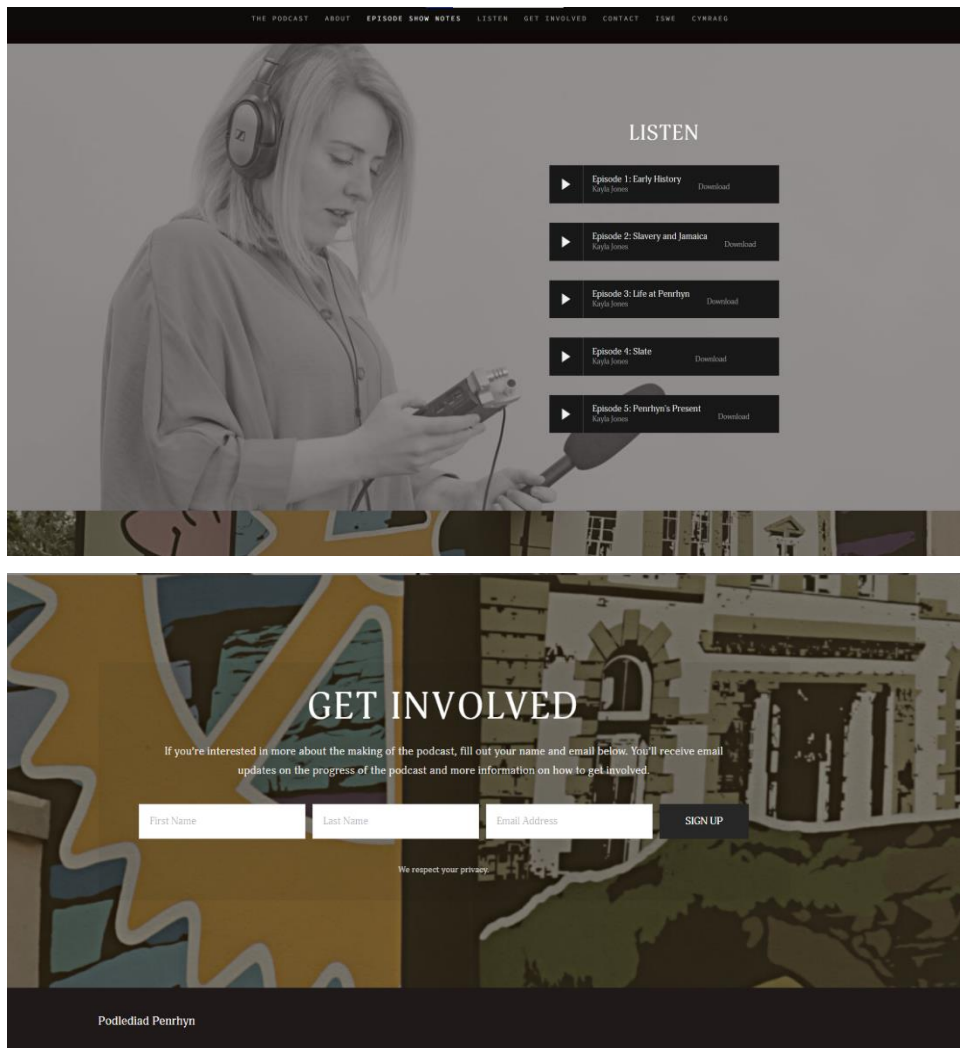 THE PODCAST ABOUT EPISODE SHOW NOTES LISTEN GET INVOLVED CONTACT ISWE CYMRAEG
LISTEN
Episode 1: Early History
Kayla Jones
Download
Episode 2: Slavery and Jamaica
Kayla Jones
Download
Episode 3: Life at Penrhyn
Kayla Jones
Download
Episode 4: Slate
Kayla Jones
Download
Episode 5: Penrhyn's Present
Kayla Jones
Download
GET INVOLVED
If you're interested in more about the making of the podcast, fill out your name and email below. You'll receive email
updates on the progress of the podcast and more information on how to get involved.
First Name Last Name Email Address SIGN UP
We respect your privacy.
Podlediad Penrhyn